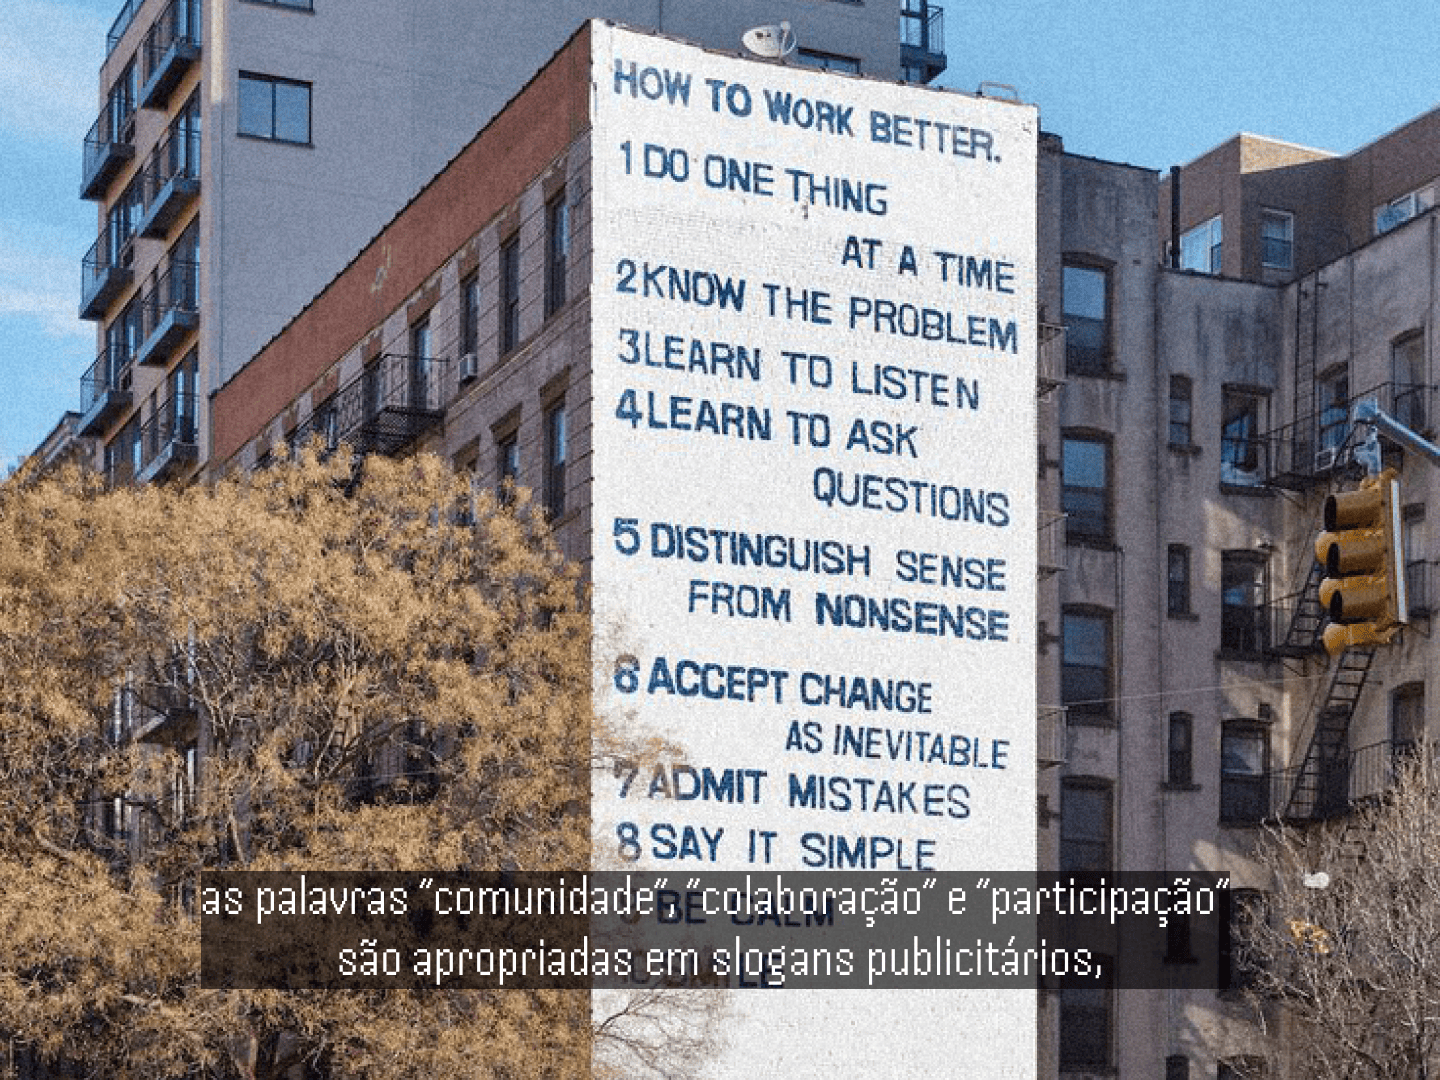 HOW TO WORK BETTER.
1 DO ONE THING
AT A TIME
2 KNOW THE PROBLEM
3 LEARN TO LISTEN
4 LEARN TO ASK
QUESTIONS
5 DISTINGUISH SENSE
FROM NONSENSE
6 ACCEPT CHANGE
AS INEVITABLE
7 ADMIT MISTAKES
8 SAY IT SIMPLE
BE CALM
as palavras “comunidade“, “colaboração“ e “participação“
são apropriadas em slogans publicitários,